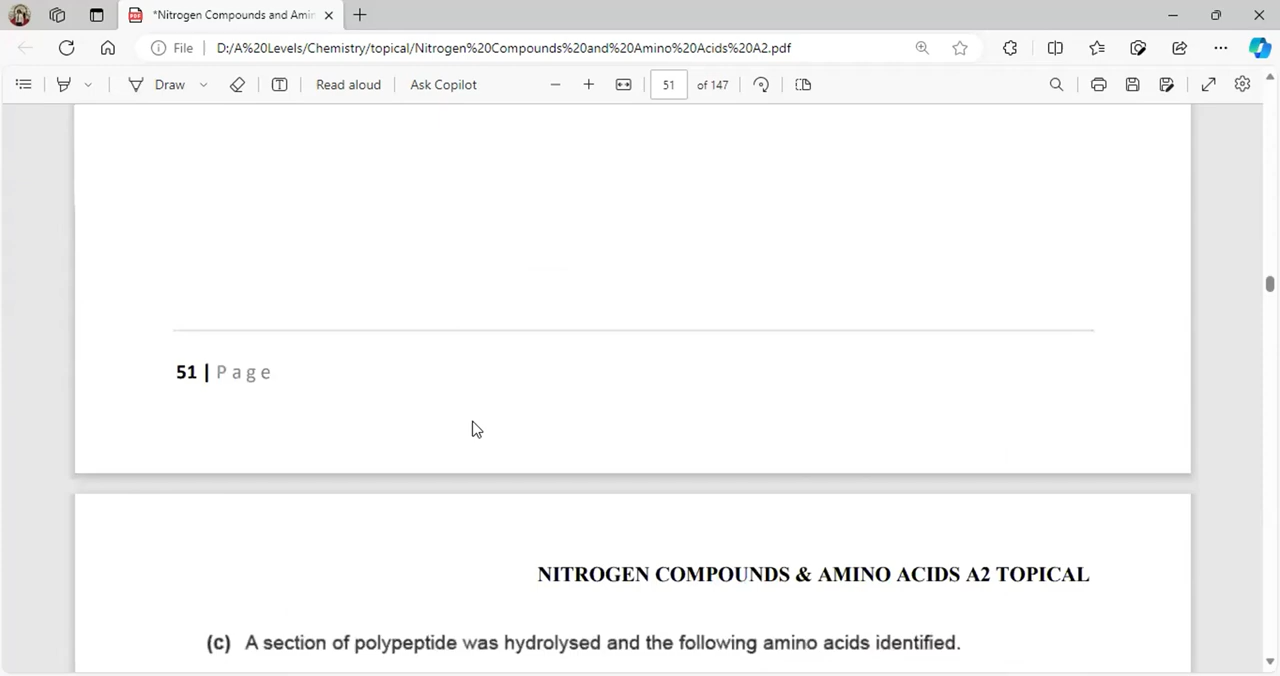 *Nitrogen Compounds and Amin
File
D:/A%20Levels/Chemistry/topical/Nitrogen%20Compounds%20and%20Amino%20Acids%20A2.pdf
Draw
Read aloud
Ask Copilot
51
of 147
51 | Page
NITROGEN COMPOUNDS & AMINO ACIDS A2 TOPICAL
(c) A section of polypeptide was hydrolysed and the following amino acids identified.